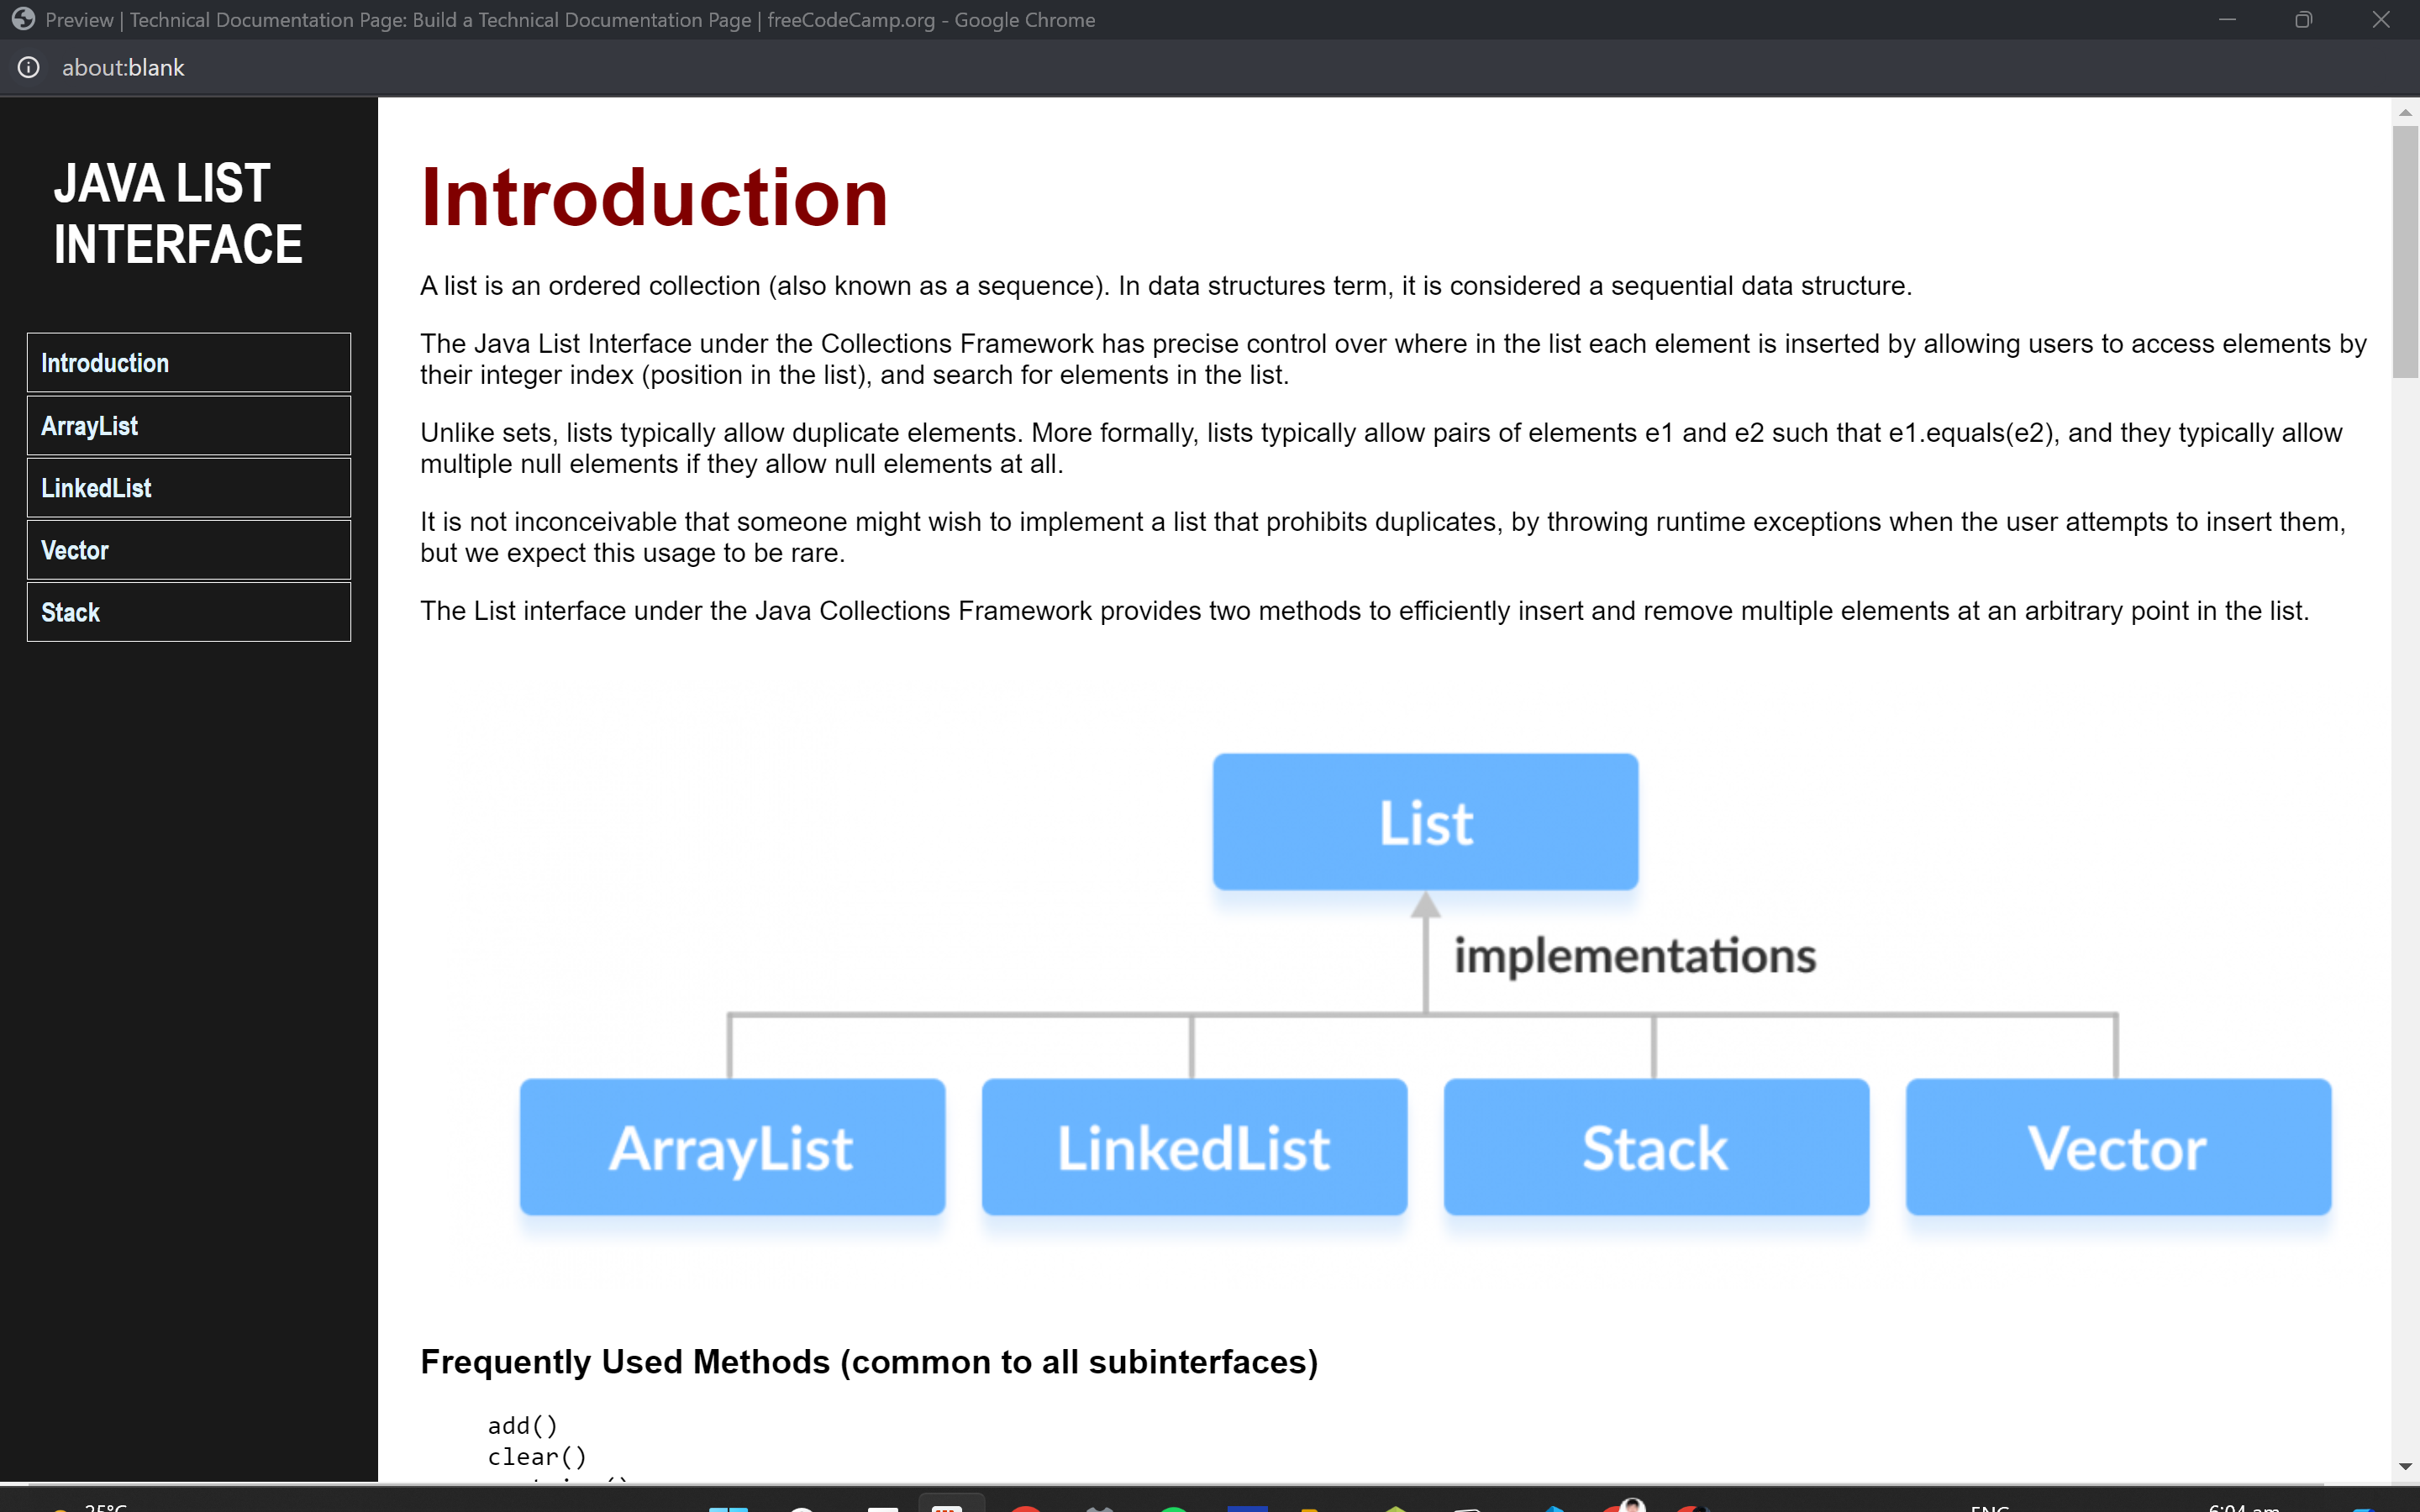 Preview | Technical Documentation Page: Build a Technical Documentation Page | freeCodeCamp.org - Google Chrome
about:blank
JAVA LIST
INTERFACE
Introduction
ArrayList
LinkedList
Vector
Stack
Introduction
A list is an ordered collection (also known as a sequence). In data structures term, it is considered a sequential data structure.
The Java List Interface under the Collections Framework has precise control over where in the list each element is inserted by allowing users to access elements by
their integer index (position in the list), and search for elements in the list.
Unlike sets, lists typically allow duplicate elements. More formally, lists typically allow pairs of elements e1 and e2 such that e1.equals(e2), and they typically allow
multiple null elements if they allow null elements at all.
It is not inconceivable that someone might wish to implement a list that prohibits duplicates, by throwing runtime exceptions when the user attempts to insert them,
but we expect this usage to be rare.
The List interface under the Java Collections Framework provides two methods to efficiently insert and remove multiple elements at an arbitrary point in the list.
List
implementations
ArrayList LinkedList Stack Vector
Frequently Used Methods (common to all subinterfaces)
add()
clear()